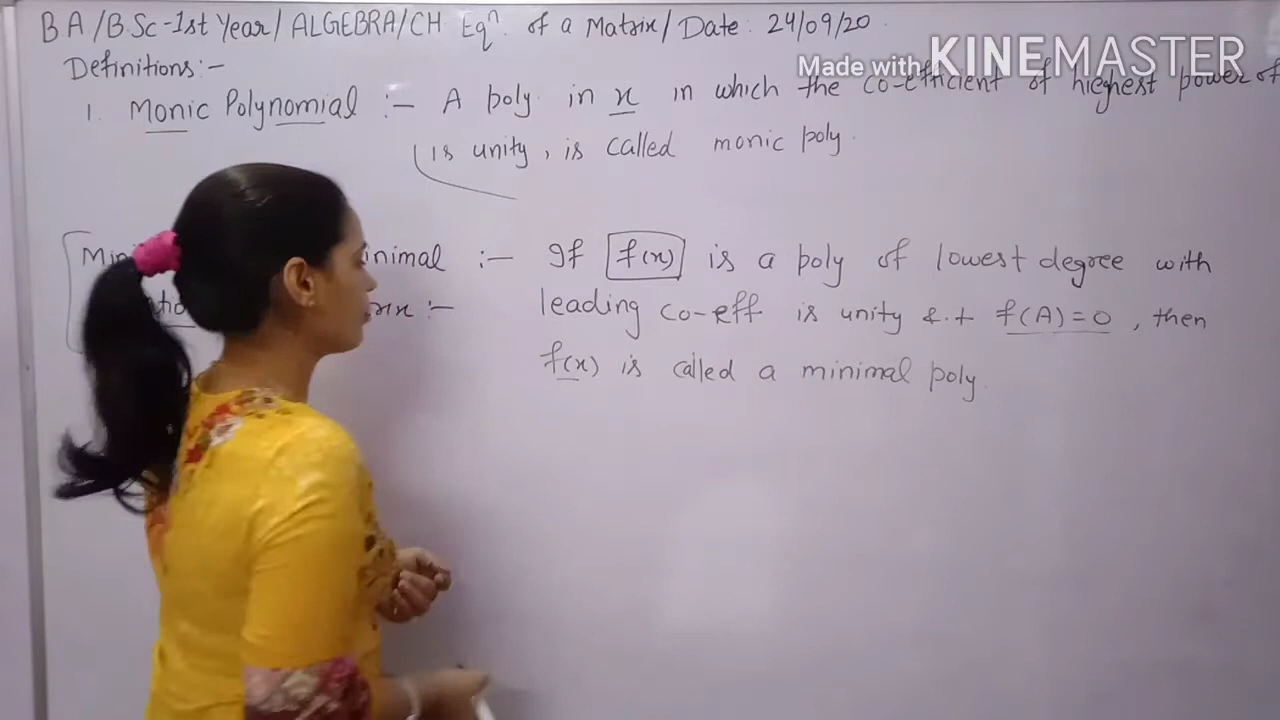 BA/B.Sc-1st Year/ ALGEBRA/CH Eqⁿ. of a Matrix/ Date: 24/09/20
Made with KINEMASTER
Definitions:-
1. Monic Polynomial :- A poly. in x in which the co-efficient of hieghest power of
is unity, is called monic poly.
:- If f(x) is a poly of lowest degree with
leading co-eff is unity &.t f(A)=0, then
f(x) is called a minimal poly.